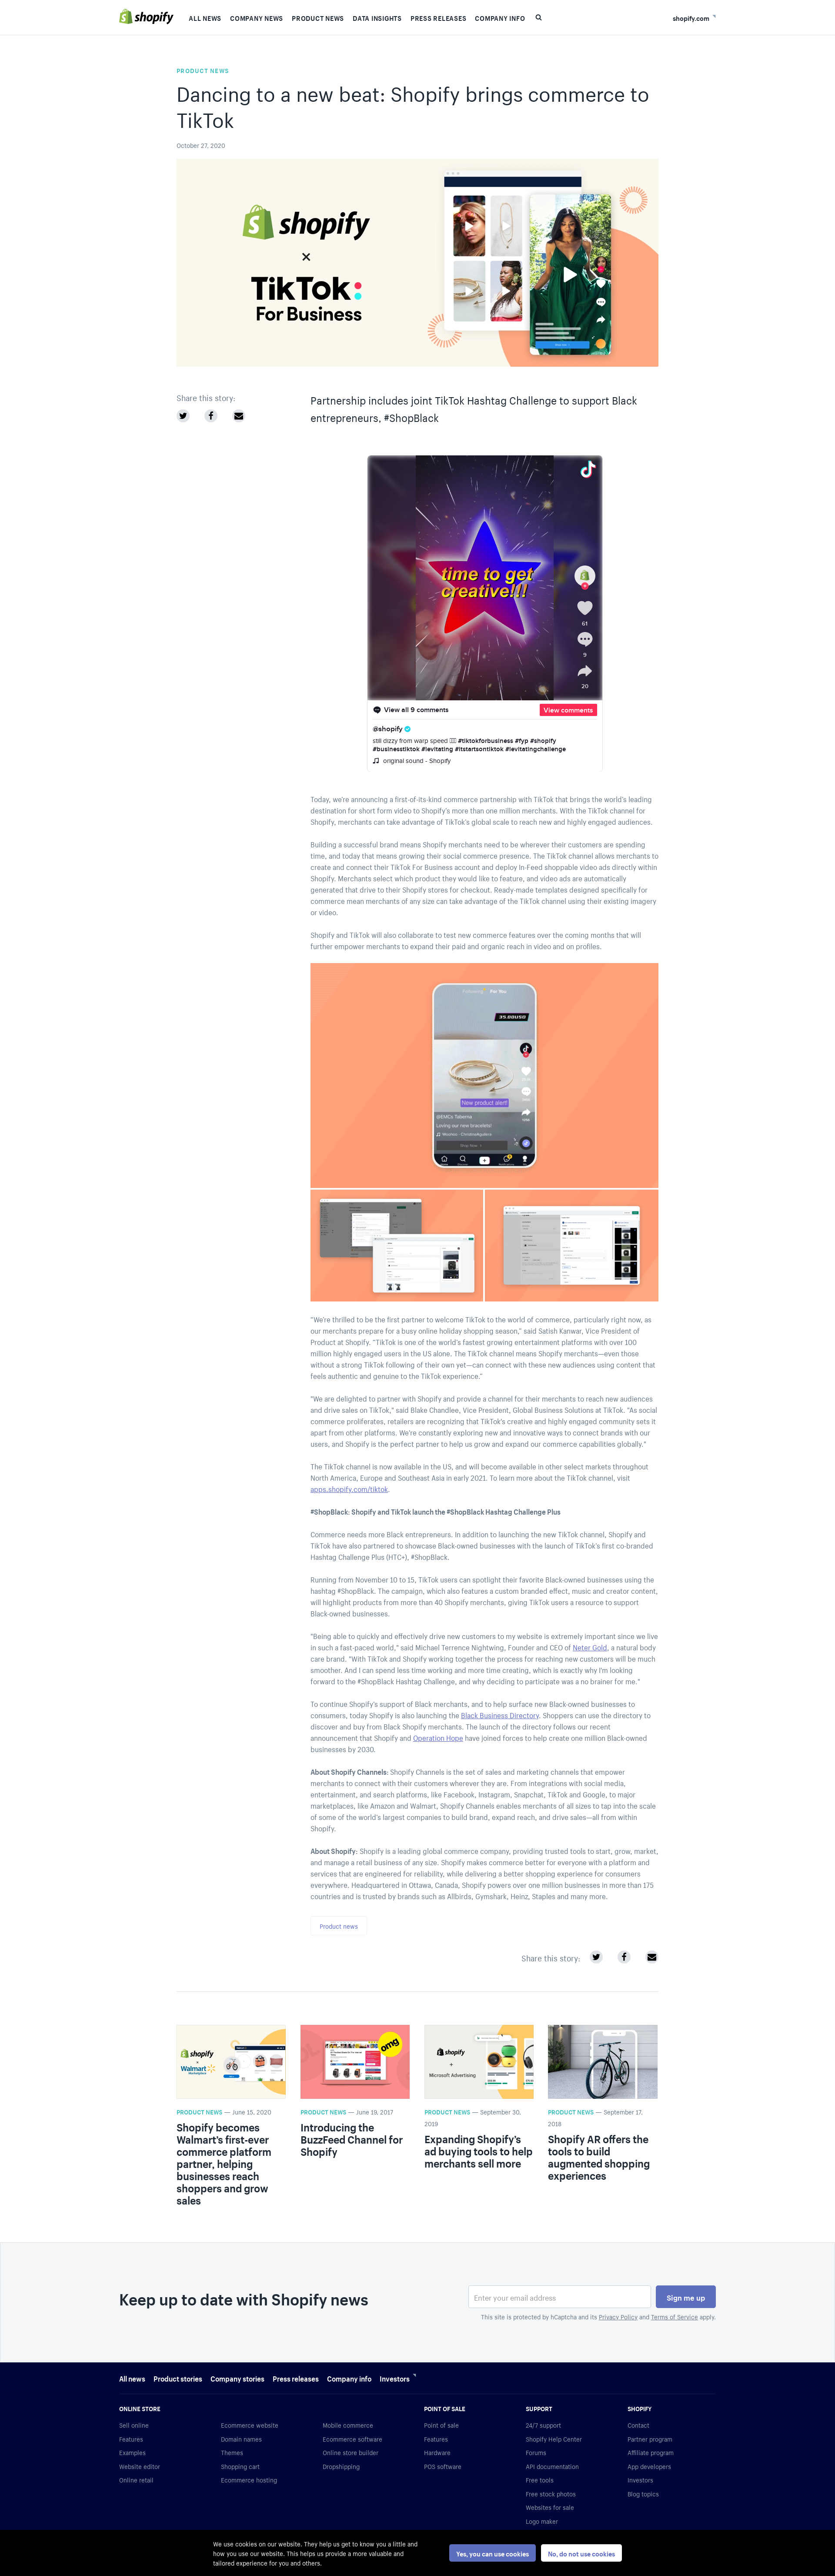 shopify ALL NEWS COMPANY NEWS PRODUCT NEWS DATA INSIGHTS PRESS RELEASES COMPANY INFO shopify.com
PRODUCT NEWS
Dancing to a new beat: Shopify brings commerce to
TikTok
October 27, 2020
shopify
×
TikTok:
For Business
Share this story:
Partnership includes joint TikTok Hashtag Challenge to support Black
entrepreneurs, #ShopBlack
time to get
creative!!!
61
9
20
View all 9 comments View comments
@shopify
still dizzy from warp speed #tiktokforbusiness #fyp #shopify
#businesstiktok #levitating #itstartsontiktok #levitatingchallenge
original sound - Shopify
Today, we're announcing a first-of-its-kind commerce partnership with TikTok that brings the world's leading
destination for short form video to Shopify's more than one million merchants. With the TikTok channel for
Shopify, merchants can take advantage of TikTok's global scale to reach new and highly engaged audiences.
Building a successful brand means Shopify merchants need to be wherever their customers are spending
time, and today that means growing their social commerce presence. The TikTok channel allows merchants to
create and connect their TikTok For Business account and deploy In-Feed shoppable video ads directly within
Shopify. Merchants select which product they would like to feature, and video ads are automatically
generated that drive to their Shopify stores for checkout. Ready-made templates designed specifically for
commerce mean merchants of any size can take advantage of the TikTok channel using their existing imagery
or video.
Shopify and TikTok will also collaborate to test new commerce features over the coming months that will
further empower merchants to expand their paid and organic reach in video and on profiles.
Following For You
35.00USD
New product alert!
@EMCo Taberna
Loving our new bracelets!
Shop Now
"We're thrilled to be the first partner to welcome TikTok to the world of commerce, particularly right now, as
our merchants prepare for a busy online holiday shopping season," said Satish Kanwar, Vice President of
Product at Shopify. "TikTok is one of the world's fastest growing entertainment platforms with over 100
million highly engaged users in the US alone. The TikTok channel means Shopify merchants—even those
without a strong TikTok following of their own yet—can connect with these new audiences using content that
feels authentic and genuine to the TikTok experience."
"We are delighted to partner with Shopify and provide a channel for their merchants to reach new audiences
and drive sales on TikTok," said Blake Chandlee, Vice President, Global Business Solutions at TikTok. "As social
commerce proliferates, retailers are recognizing that TikTok's creative and highly engaged community sets it
apart from other platforms. We're constantly exploring new and innovative ways to connect brands with our
users, and Shopify is the perfect partner to help us grow and expand our commerce capabilities globally."
The TikTok channel is now available in the US, and will become available in other select markets throughout
North America, Europe and Southeast Asia in early 2021. To learn more about the TikTok channel, visit
apps.shopify.com/tiktok.
#ShopBlack: Shopify and TikTok launch the #ShopBlack Hashtag Challenge Plus
Commerce needs more Black entrepreneurs. In addition to launching the new TikTok channel, Shopify and
TikTok have also partnered to showcase Black-owned businesses with the launch of TikTok's first co-branded
Hashtag Challenge Plus (HTC+), #ShopBlack.
Running from November 10 to 15, TikTok users can spotlight their favorite Black-owned businesses using the
hashtag #ShopBlack. The campaign, which also features a custom branded effect, music and creator content,
will highlight products from more than 40 Shopify merchants, giving TikTok users a resource to support
Black-owned businesses.
"Being able to quickly and effectively drive new customers to my website is extremely important since we live
in such a fast-paced world," said Michael Terrence Nightwing, Founder and CEO of Neter Gold, a natural body
care brand. "With TikTok and Shopify working together the process for reaching new customers will be much
smoother. And I can spend less time working and more time creating, which is exactly why I'm looking
forward to the #ShopBlack Hashtag Challenge, and why deciding to participate was a no brainer for me."
To continue Shopify's support of Black merchants, and to help surface new Black-owned businesses to
consumers, today Shopify is also launching the Black Business Directory. Shoppers can use the directory to
discover and buy from Black Shopify merchants. The launch of the directory follows our recent
announcement that Shopify and Operation Hope have joined forces to help create one million Black-owned
businesses by 2030.
About Shopify Channels: Shopify Channels is the set of sales and marketing channels that empower
merchants to connect with their customers wherever they are. From integrations with social media,
entertainment, and search platforms, like Facebook, Instagram, Snapchat, TikTok and Google, to major
marketplaces, like Amazon and Walmart, Shopify Channels enables merchants of all sizes to tap into the scale
of some of the world's largest companies to build brand, expand reach, and drive sales—all from within
Shopify.
About Shopify: Shopify is a leading global commerce company, providing trusted tools to start, grow, market,
and manage a retail business of any size. Shopify makes commerce better for everyone with a platform and
services that are engineered for reliability, while delivering a better shopping experience for consumers
everywhere. Headquartered in Ottawa, Canada, Shopify powers over one million businesses in more than 175
countries and is trusted by brands such as Allbirds, Gymshark, Heinz, Staples and many more.
Product news
Share this story:
shopify
+
Walmart
PRODUCT NEWS — June 15, 2020
Shopify becomes
Walmart's first-ever
commerce platform
partner, helping
businesses reach
shoppers and grow
sales
omg
PRODUCT NEWS — June 19, 2017
Introducing the
BuzzFeed Channel for
Shopify
shopify
+
Microsoft Advertising
PRODUCT NEWS — September 30,
2019
Expanding Shopify's
ad buying tools to help
merchants sell more
PRODUCT NEWS — September 17,
2018
Shopify AR offers the
tools to build
augmented shopping
experiences
Keep up to date with Shopify news
Enter your email address Sign me up
This site is protected by hCaptcha and its Privacy Policy and Terms of Service apply.
All news Product stories Company stories Press releases Company info Investors
ONLINE STORE
Sell online
Features
Examples
Website editor
Online retail
Ecommerce website
Domain names
Themes
Shopping cart
Ecommerce hosting
Mobile commerce
Ecommerce software
Online store builder
Dropshipping
POINT OF SALE
Point of sale
Features
Hardware
POS software
SUPPORT
24/7 support
Shopify Help Center
Forums
API documentation
Free tools
Free stock photos
Websites for sale
Logo maker
SHOPIFY
Contact
Partner program
Affiliate program
App developers
Investors
Blog topics
We use cookies on our website. They help us get to know you a little and
how you use our website. This helps us provide a more valuable and
tailored experience for you and others.
Yes, you can use cookies No, do not use cookies